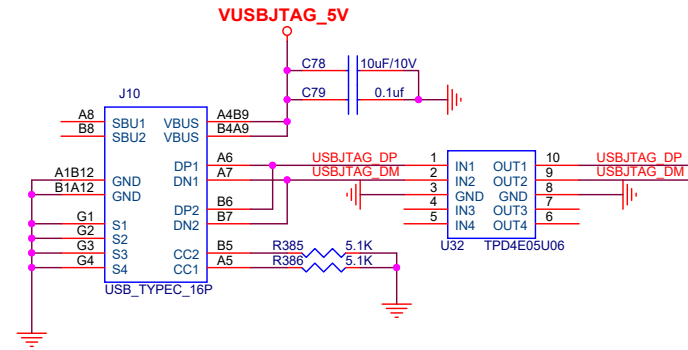 VUSBJTAG_5V
C78 10uF/10V
C79 0.1uf
J10
A8 SBU1 VBUS A4B9
B8 SBU2 VBUS B4A9
A1B12 GND DP1 A6 USBJTAG_DP 1 IN1 OUT1 10 USBJTAG_DP
B1A12 GND DN1 A7 USBJTAG_DM 2 IN2 OUT2 9 USBJTAG_DM
3 GND GND 8
G1 S1 DP2 B6 4 IN3 OUT3 7
G2 S2 DN2 B7 5 IN4 OUT4 6
U32 TPD4E05U06
G3 S3 CC2 B5 R385 5.1K
G4 S4 CC1 A5 R386 5.1K
USB_TYPEC_16P